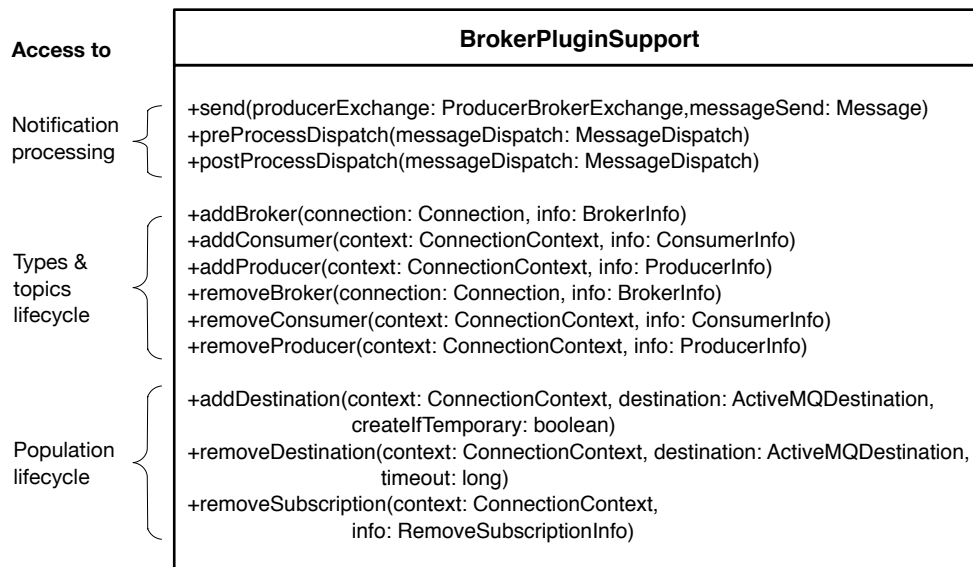 Access to
BrokerPluginSupport
Notification
processing
+send(producerExchange: ProducerBrokerExchange,messageSend: Message)
+preProcessDispatch(messageDispatch: MessageDispatch)
+postProcessDispatch(messageDispatch: MessageDispatch)
Types &
topics
lifecycle
+addBroker(connection: Connection, info: BrokerInfo)
+addConsumer(context: ConnectionContext, info: ConsumerInfo)
+addProducer(context: ConnectionContext, info: ProducerInfo)
+removeBroker(connection: Connection, info: BrokerInfo)
+removeConsumer(context: ConnectionContext, info: ConsumerInfo)
+removeProducer(context: ConnectionContext, info: ProducerInfo)
Population
lifecycle
+addDestination(context: ConnectionContext, destination: ActiveMQDestination,
createIfTemporary: boolean)
+removeDestination(context: ConnectionContext, destination: ActiveMQDestination,
timeout: long)
+removeSubscription(context: ConnectionContext,
info: RemoveSubscriptionInfo)